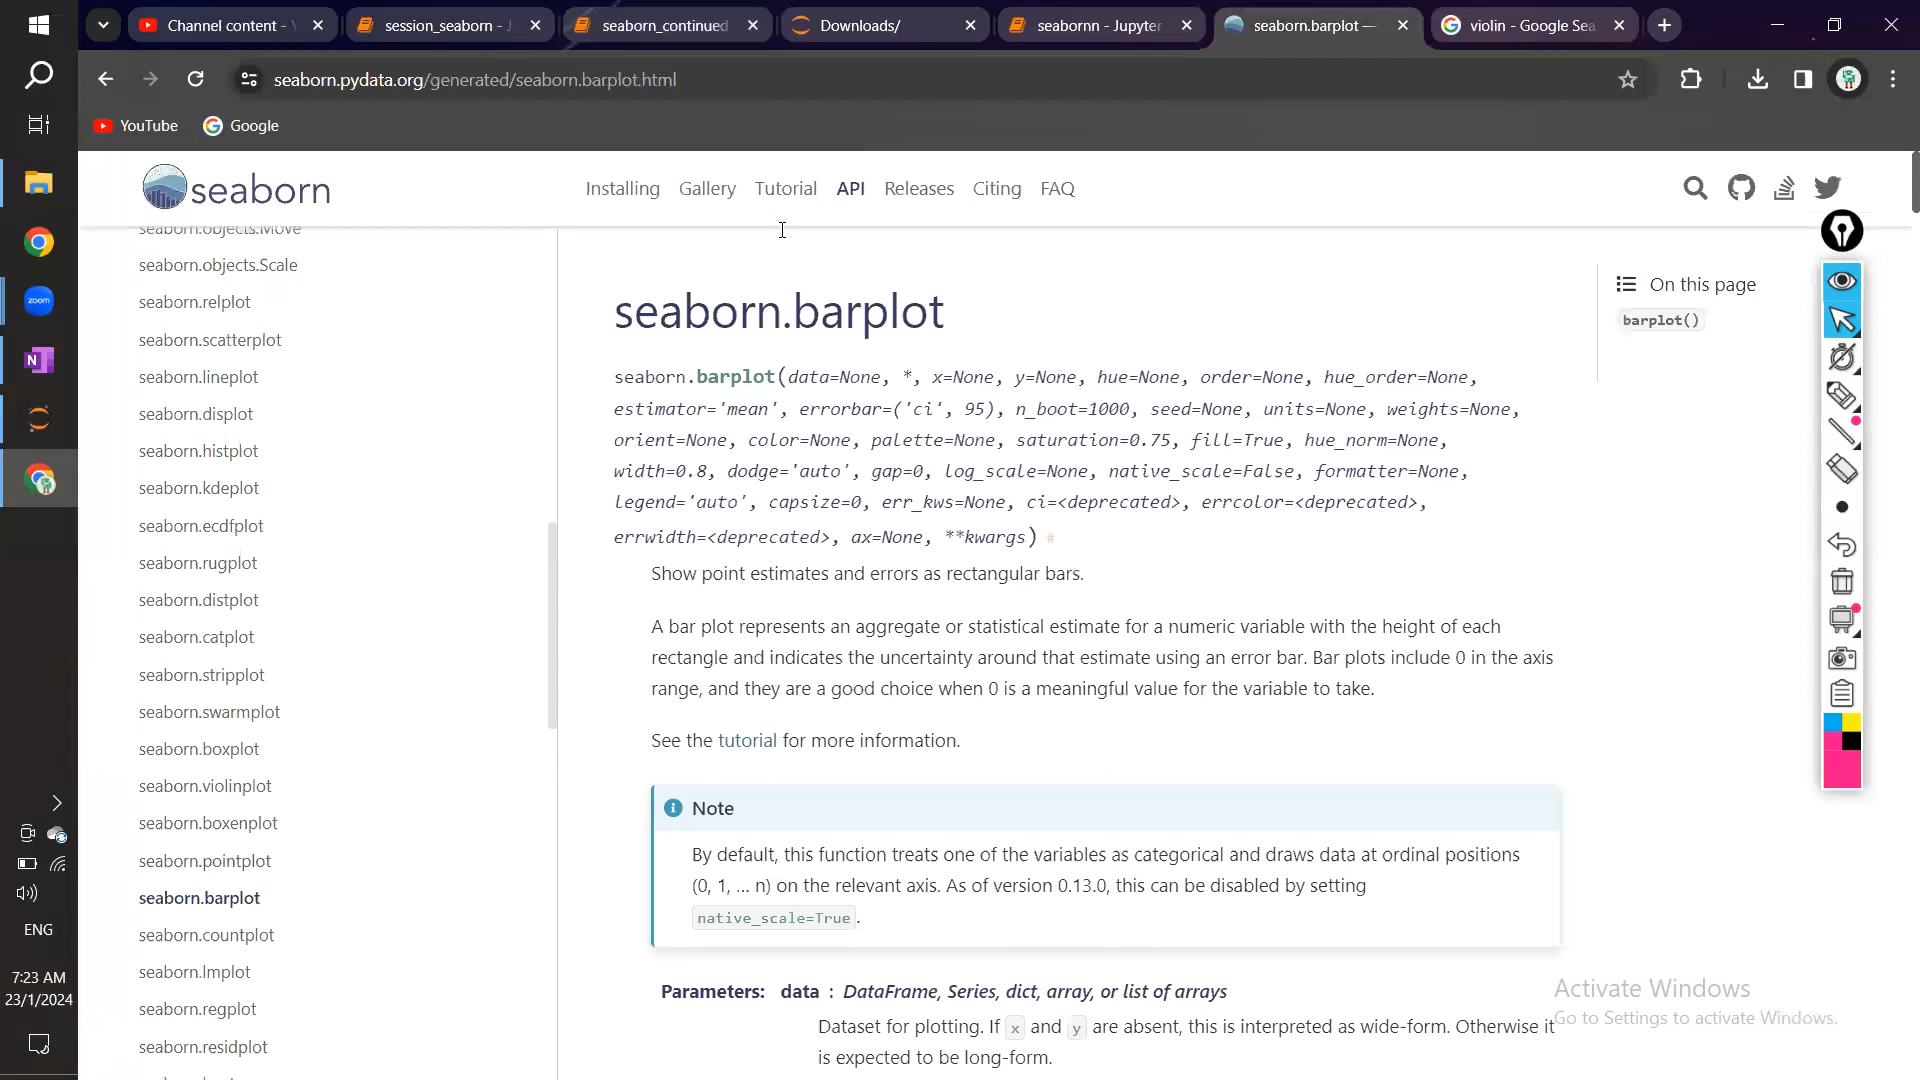 Channel content - Y
session_seaborn - J
seaborn_continued
Downloads/
seabornn - Jupyter
seaborn.barplot —
violin - Google Sea
seaborn.pydata.org/generated/seaborn.barplot.html
YouTube
Google
seaborn
Installing
Gallery
Tutorial
API
Releases
Citing
FAQ
seaborn.objects.Move
seaborn.objects.Scale
seaborn.relplot
seaborn.scatterplot
seaborn.lineplot
seaborn.displot
seaborn.histplot
seaborn.kdeplot
seaborn.ecdfplot
seaborn.rugplot
seaborn.distplot
seaborn.catplot
seaborn.stripplot
seaborn.swarmplot
seaborn.boxplot
seaborn.violinplot
seaborn.boxenplot
seaborn.pointplot
seaborn.barplot
seaborn.countplot
seaborn.lmplot
seaborn.regplot
seaborn.residplot
seaborn.barplot
seaborn.barplot(data=None, *, x=None, y=None, hue=None, order=None, hue_order=None,
estimator='mean', errorbar=('ci', 95), n_boot=1000, seed=None, units=None, weights=None,
orient=None, color=None, palette=None, saturation=0.75, fill=True, hue_norm=None,
width=0.8, dodge='auto', gap=0, log_scale=None, native_scale=False, formatter=None,
legend='auto', capsize=0, err_kws=None, ci=<deprecated>, errcolor=<deprecated>,
errwidth=<deprecated>, ax=None, **kwargs) #
Show point estimates and errors as rectangular bars.
A bar plot represents an aggregate or statistical estimate for a numeric variable with the height of each
rectangle and indicates the uncertainty around that estimate using an error bar. Bar plots include 0 in the axis
range, and they are a good choice when 0 is a meaningful value for the variable to take.
See the tutorial for more information.
Note
By default, this function treats one of the variables as categorical and draws data at ordinal positions
(0, 1, ... n) on the relevant axis. As of version 0.13.0, this can be disabled by setting
native_scale=True.
Parameters: data : DataFrame, Series, dict, array, or list of arrays
Dataset for plotting. If x and y are absent, this is interpreted as wide-form. Otherwise it
is expected to be long-form.
On this page
barplot()
Activate Windows
Go to Settings to activate Windows.
zoom
N
ENG
7:23 AM
23/1/2024